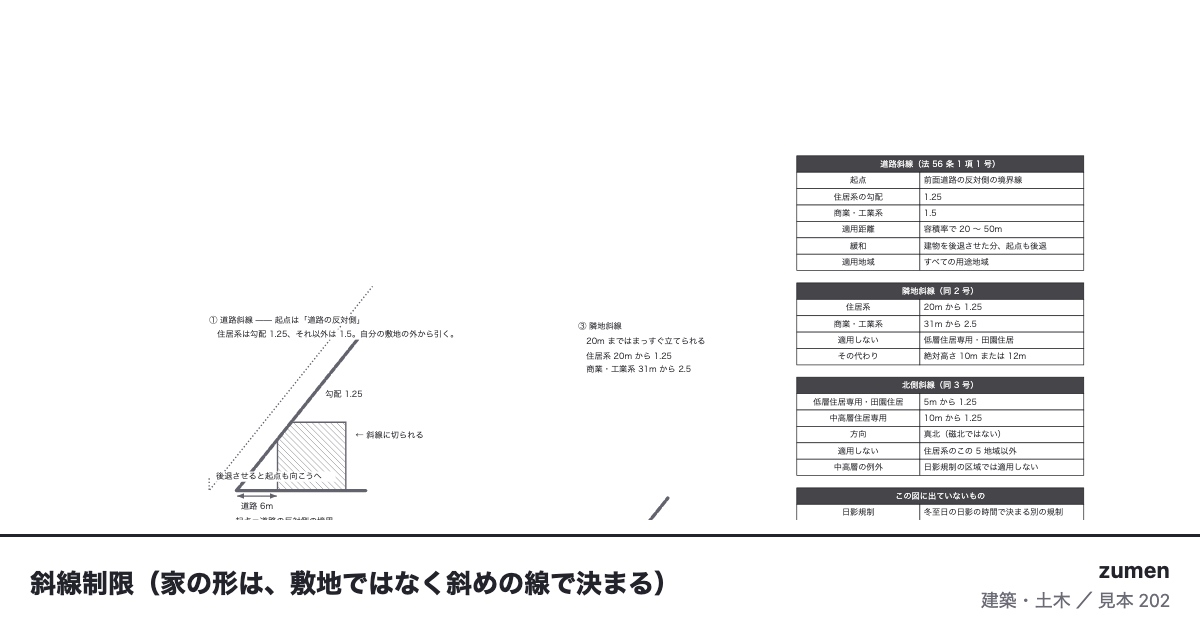 ① 道路斜線 —— 起点は「道路の反対側」
住居系は勾配 1.25、それ以外は 1.5。自分の敷地の外から引く。
勾配 1.25
← 斜線に切られる
後退させると起点も向こうへ
道路 6m
③ 隣地斜線
20m まではまっすぐ立てられる
住居系 20m から 1.25
商業・工業系 31m から 2.5
道路斜線（法 56 条 1 項 1 号）
起点 前面道路の反対側の境界線
住居系の勾配 1.25
商業・工業系 1.5
適用距離 容積率で 20 〜 50m
緩和 建物を後退させた分、起点も後退
適用地域 すべての用途地域
隣地斜線（同 2 号）
住居系 20m から 1.25
商業・工業系 31m から 2.5
適用しない 低層住居専用・田園住居
その代わり 絶対高さ 10m または 12m
北側斜線（同 3 号）
低層住居専用・田園住居 5m から 1.25
中高層住居専用 10m から 1.25
方向 真北（磁北ではない）
適用しない 住居系のこの 5 地域以外
中高層の例外 日影規制の区域では適用しない
この図に出ていないもの
日影規制 冬至日の日影の時間で決まる別の規制
斜線制限（家の形は、敷地ではなく斜めの線で決まる）
zumen
建築・土木 ／ 見本 202